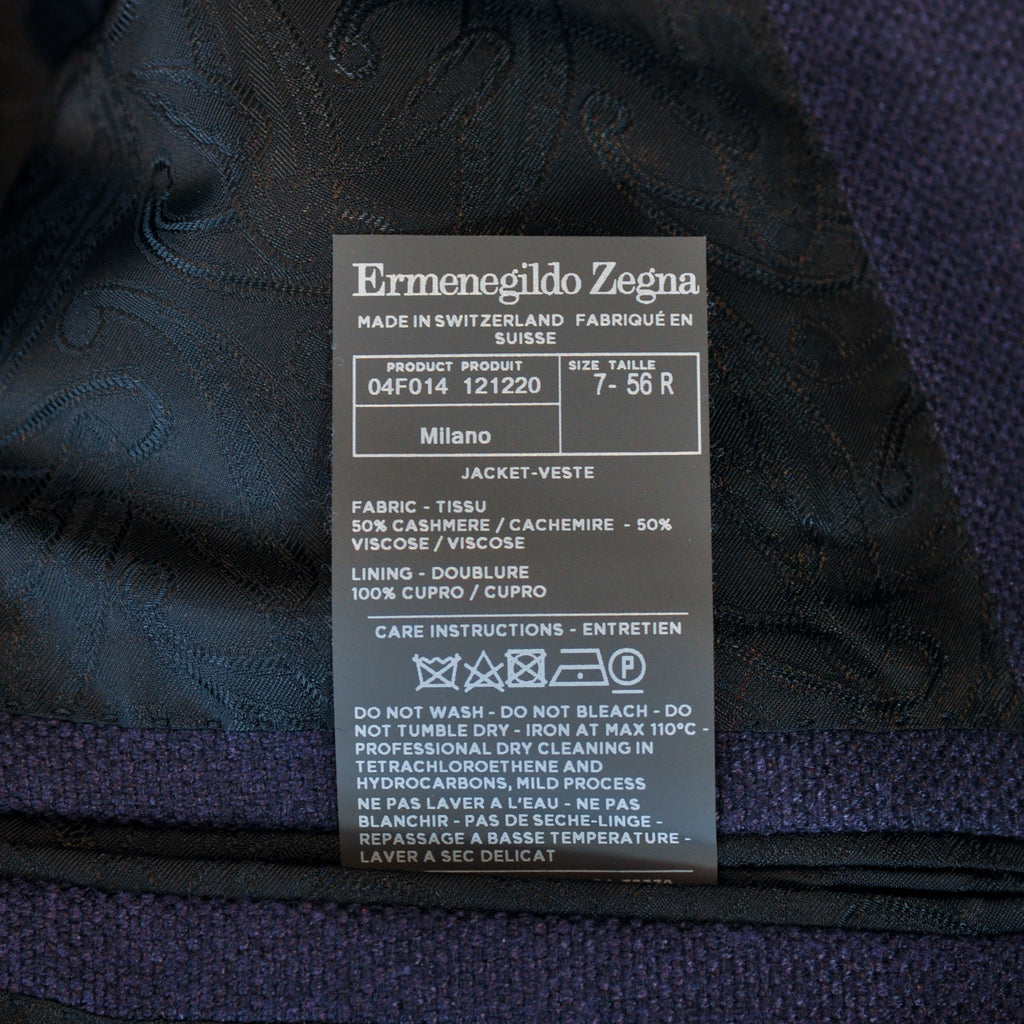 Ermenegildo Zegna
MADE IN SWITZERLAND FABRIQUÉ EN
SUISSE
PRODUCT PRODUIT
04F014 121220
SIZE TAILLE
7- 56 R
Milano
JACKET-VESTE
FABRIC - TISSU
50% CASHMERE / CACHEMIRE - 50%
VISCOSE / VISCOSE
LINING - DOUBLURE
100% CUPRO / CUPRO
CARE INSTRUCTIONS - ENTRETIEN
P
DO NOT WASH - DO NOT BLEACH - DO
NOT TUMBLE DRY - IRON AT MAX 110°C -
PROFESSIONAL DRY CLEANING IN
TETRACHLOROETHENE AND
HYDROCARBONS, MILD PROCESS
NE PAS LAVER A L'EAU - NE PAS
BLANCHIR - PAS DE SECHE-LINGE -
REPASSAGE A BASSE TEMPERATURE -
LAVER A SEC DELICAT